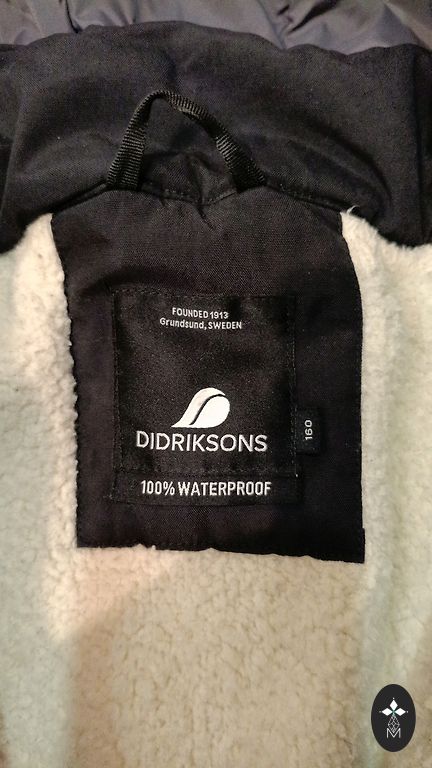 FOUNDED 1913
Grundsund, SWEDEN
DIDRIKSONS
160
100% WATERPROOF
M